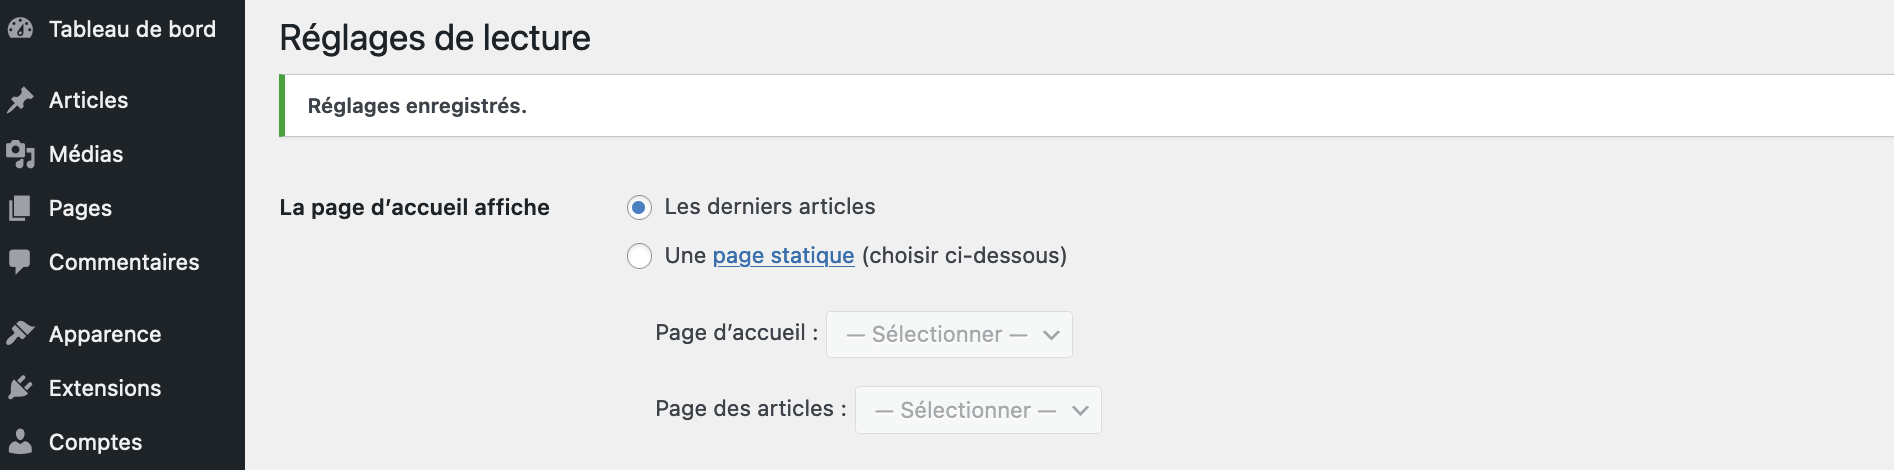 Tableau de bord
Articles
Médias
Pages
Commentaires
Apparence
Extensions
Comptes
Réglages de lecture
Réglages enregistrés.
La page d’accueil affiche
Les derniers articles
Une page statique (choisir ci-dessous)
Page d’accueil : — Sélectionner —
Page des articles : — Sélectionner —